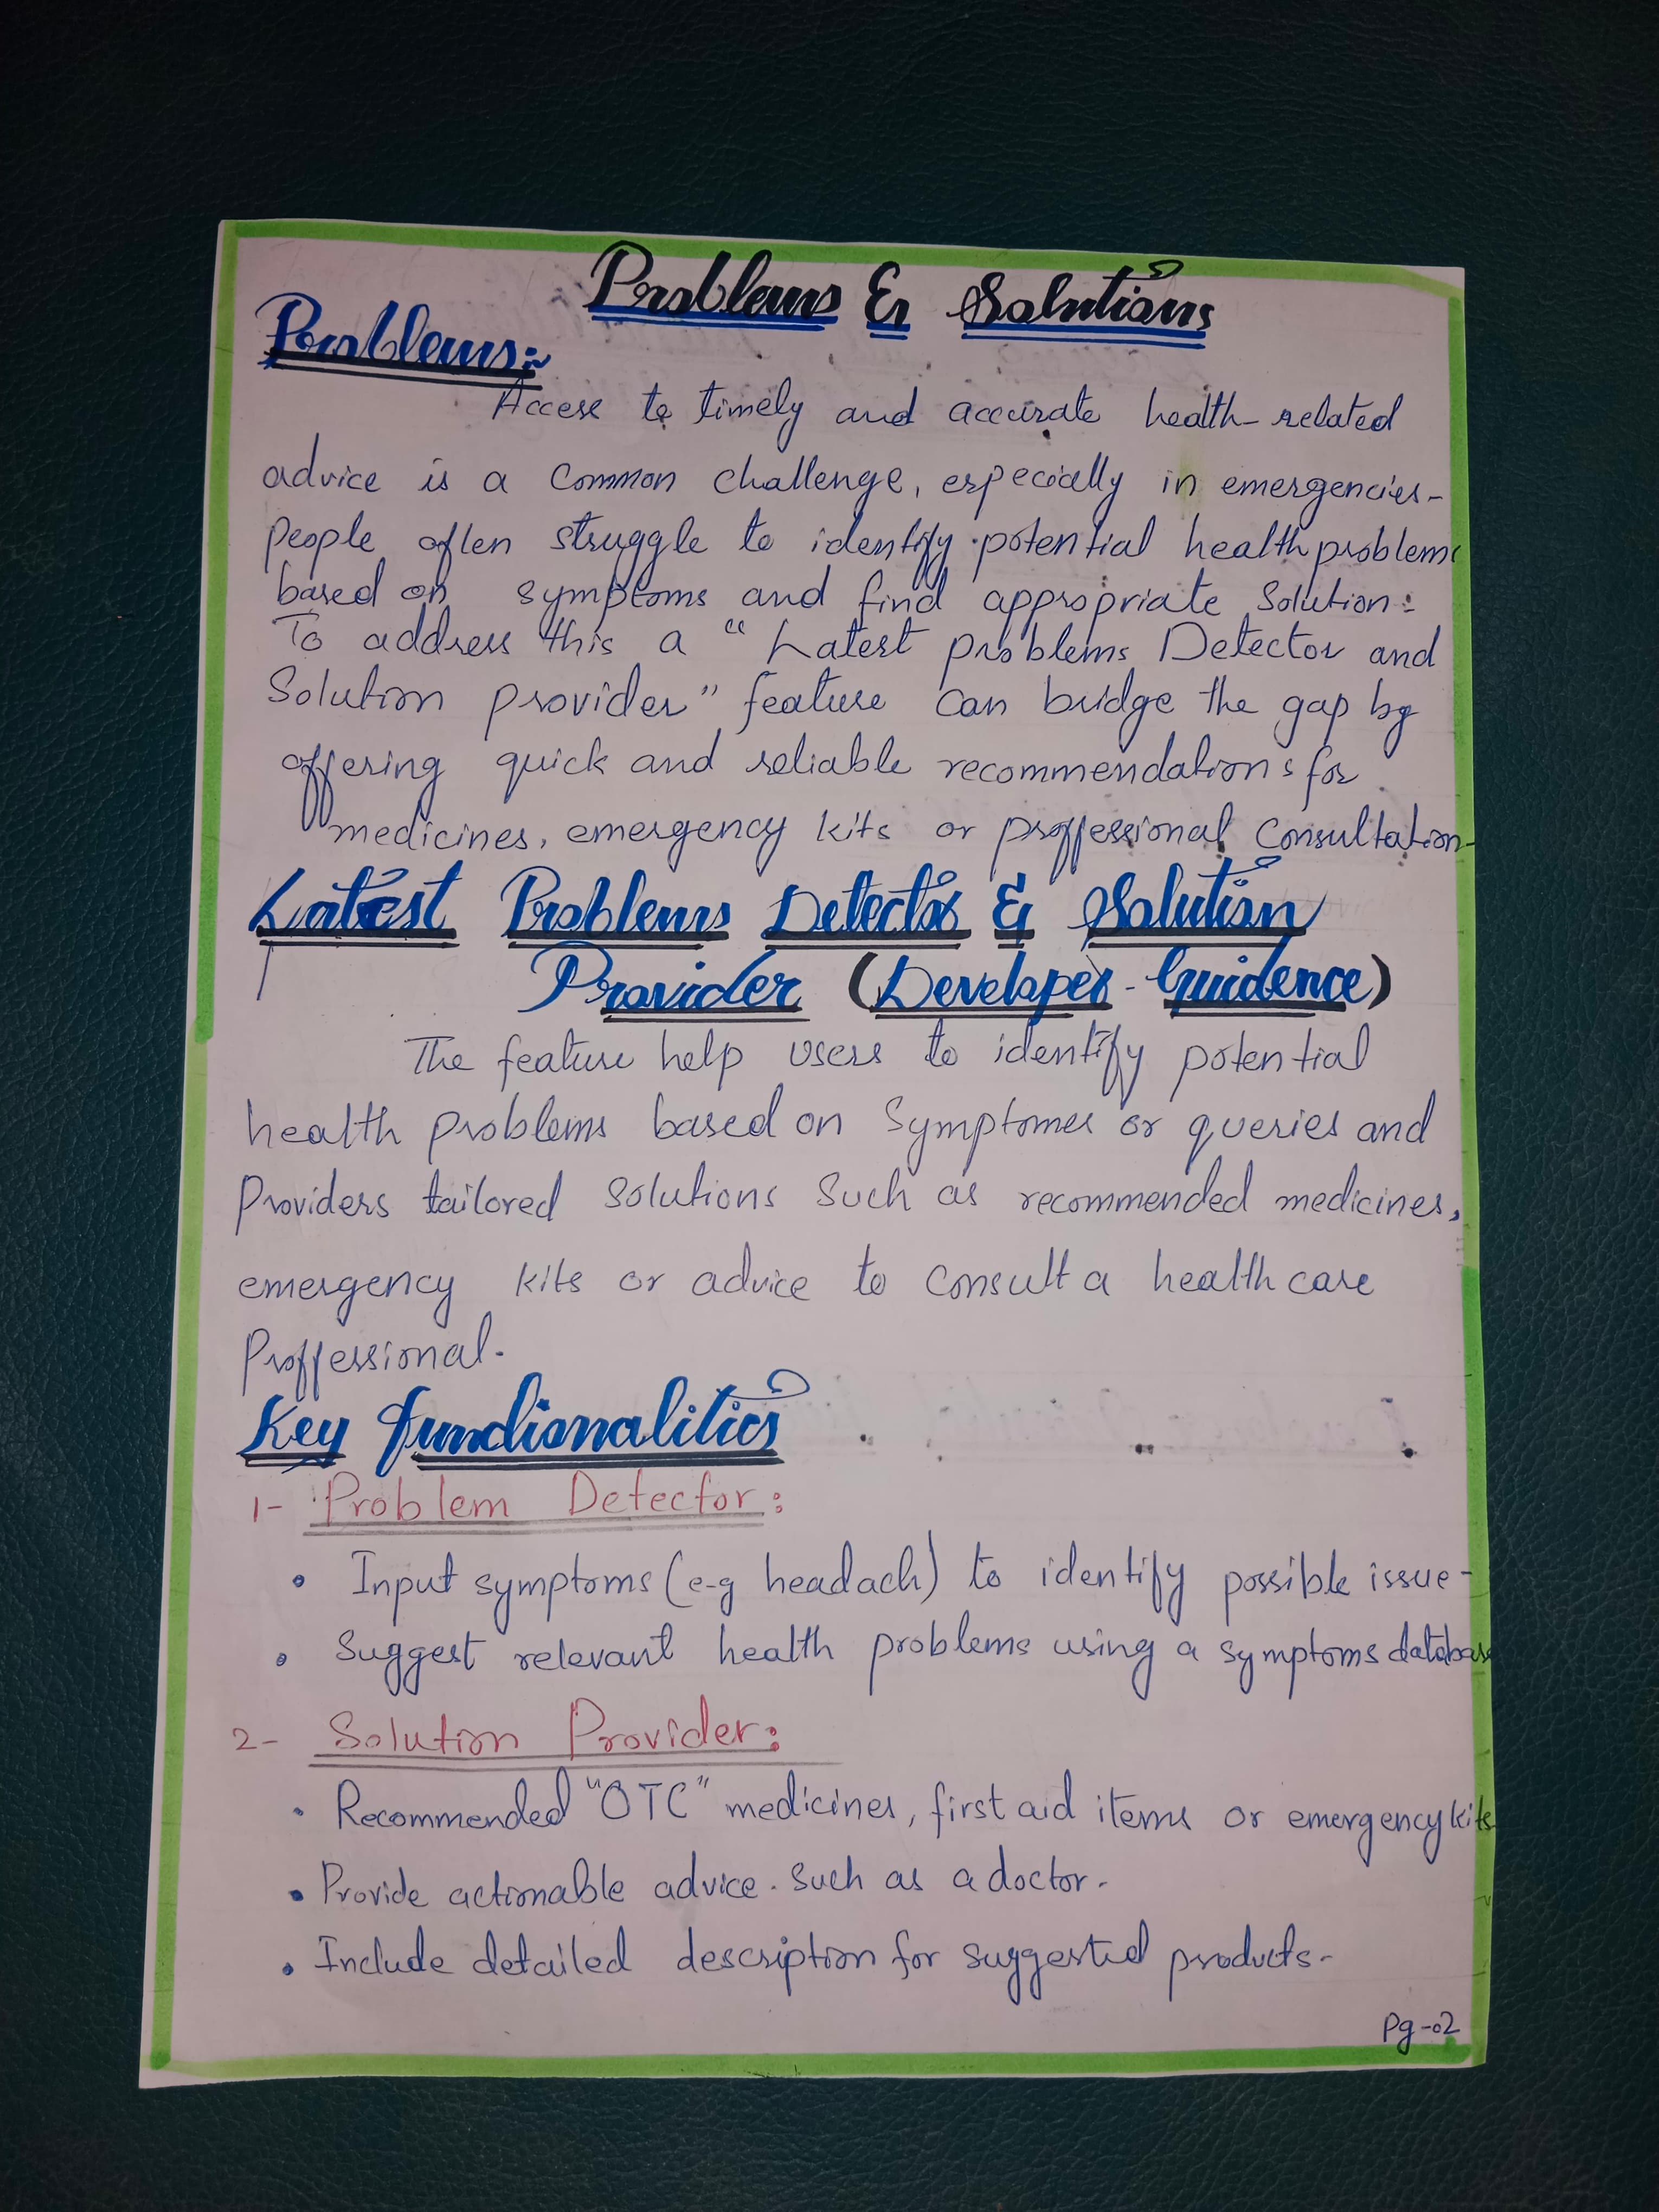 Problems & Solutions
Problems:-
Access to timely and accurate health-related
advice is a common challenge, especially in emergencies-
people often struggle to identify potential health problems
based on symptoms and find appropriate solution:
To address this a "Latest problems Detector and
Solution provider" feature can bridge the gap by
offering quick and reliable recommendations for
medicines, emergency kits or proffessional Consultation-
Latest Problems Detector & Solution
Provider (Developer-Guidence)
The feature help users to identify potential
health problems based on Symptomes or queries and
Providers tailored solutions such as recommended medicines,
emergency kits or advice to consult a health care
Proffessional.
Key functionalities
1- Problem Detector:
• Input symptoms (e-g headach) to identify possible issue-
• Suggest relevant health problems using a symptoms database
2- Solution Provider:
• Recommended "OTC" medicines, first aid items or emergency kits
• Provide actionable advice. Such as a doctor.
• Include detailed description for suggested products-
Pg-02